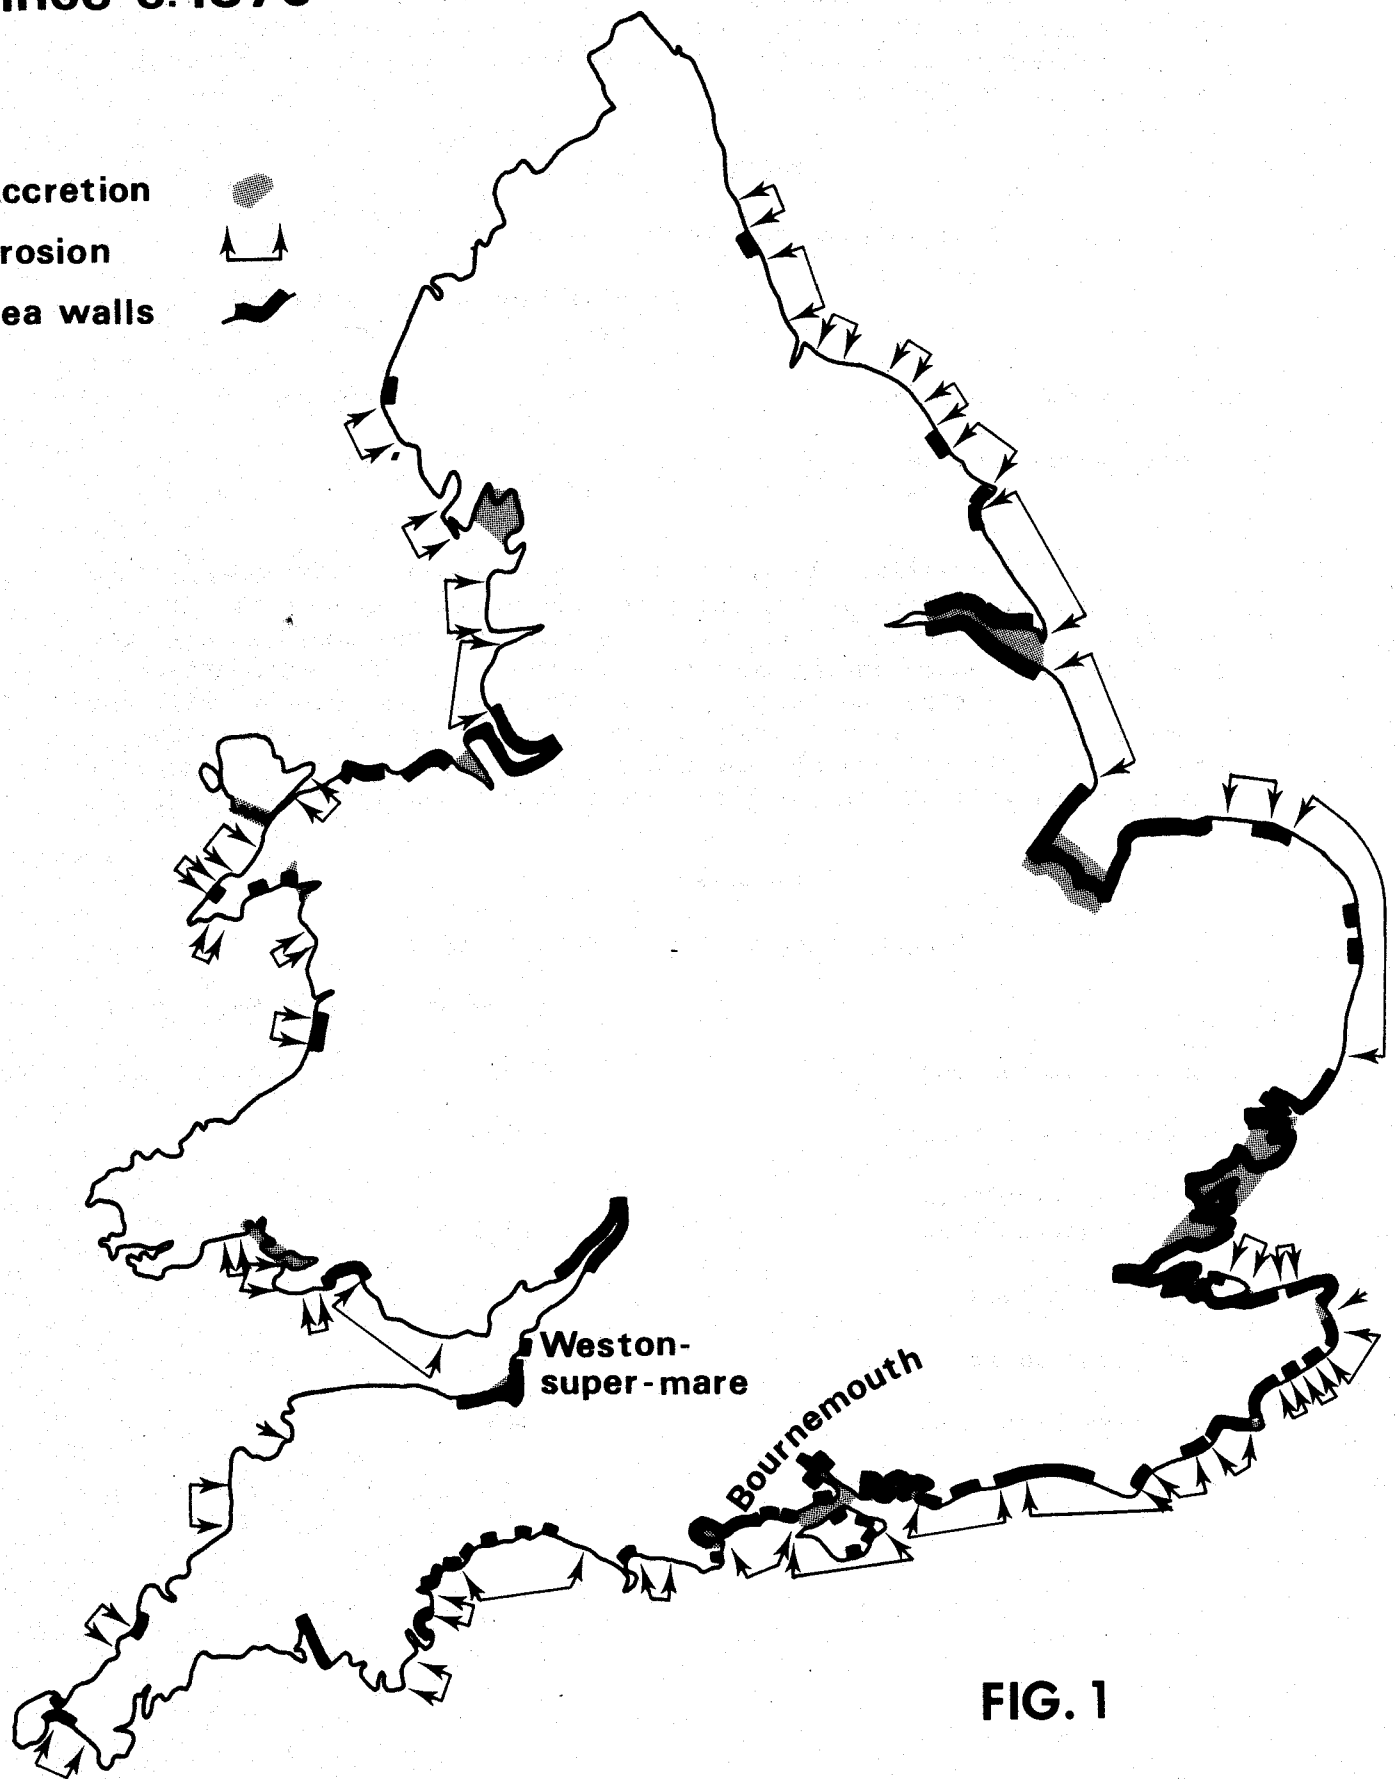 ccretion
rosion
ea walls
Weston-
super-mare
Bournemouth
FIG. 1